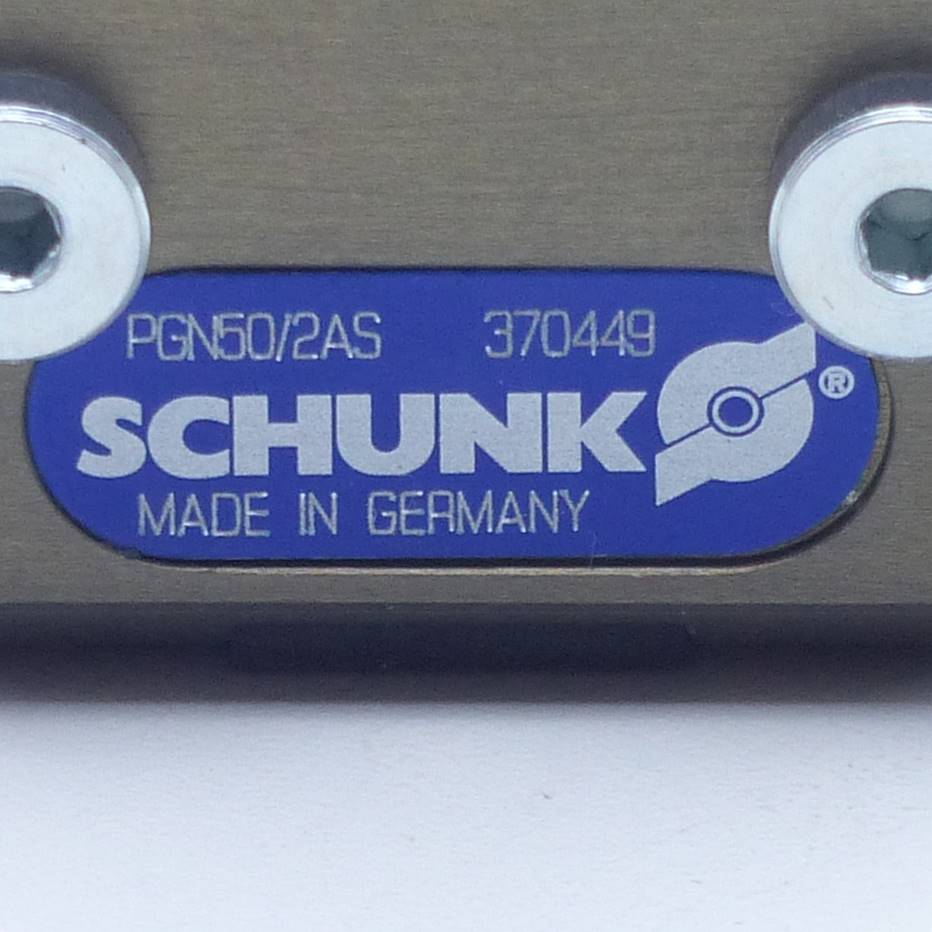 PGN50/2AS 370449
SCHUNK ®
MADE IN GERMANY